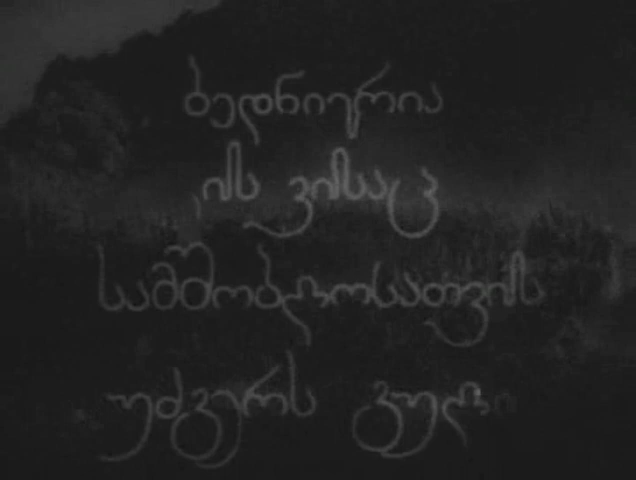 ბედნიერია
ის ვისაც
სამშობლოსათვის
უძგერს გული